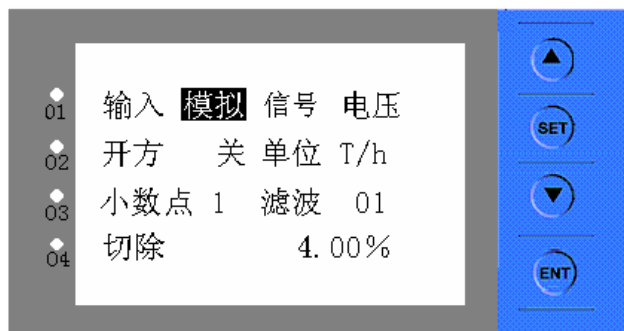 01 输入 模拟 信号 电压
02 开方 关 单位 T/h
03 小数点 1 滤波 01
04 切除 4.00%
SET
ENT